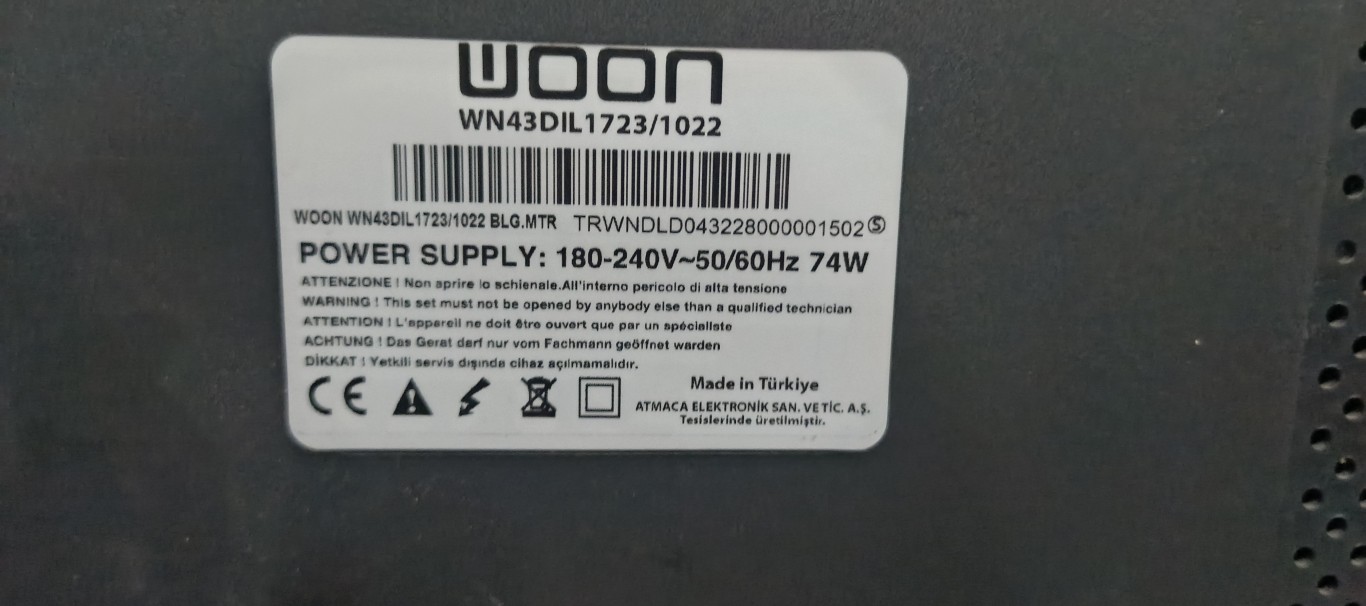 WOON
WN43DIL1723/1022
WOON WN43DIL1723/1022 BLG.MTR TRWNDLD043228000001502 Ⓢ
POWER SUPPLY: 180-240V~50/60Hz 74W
ATTENZIONE ! Non aprire lo schienale.All'interno pericolo di alta tensione
WARNING ! This set must not be opened by anybody else than a qualified technician
ATTENTION ! L'appareil ne doit être ouvert que par un spécialiste
ACHTUNG ! Das Gerat darf nur vom Fachmann geöffnet warden
DİKKAT ! Yetkili servis dışında cihaz açılmamalıdır.
CE
Made in Türkiye
ATMACA ELEKTRONİK SAN. VE TİC. A.Ş.
Tesislerinde üretilmiştir.